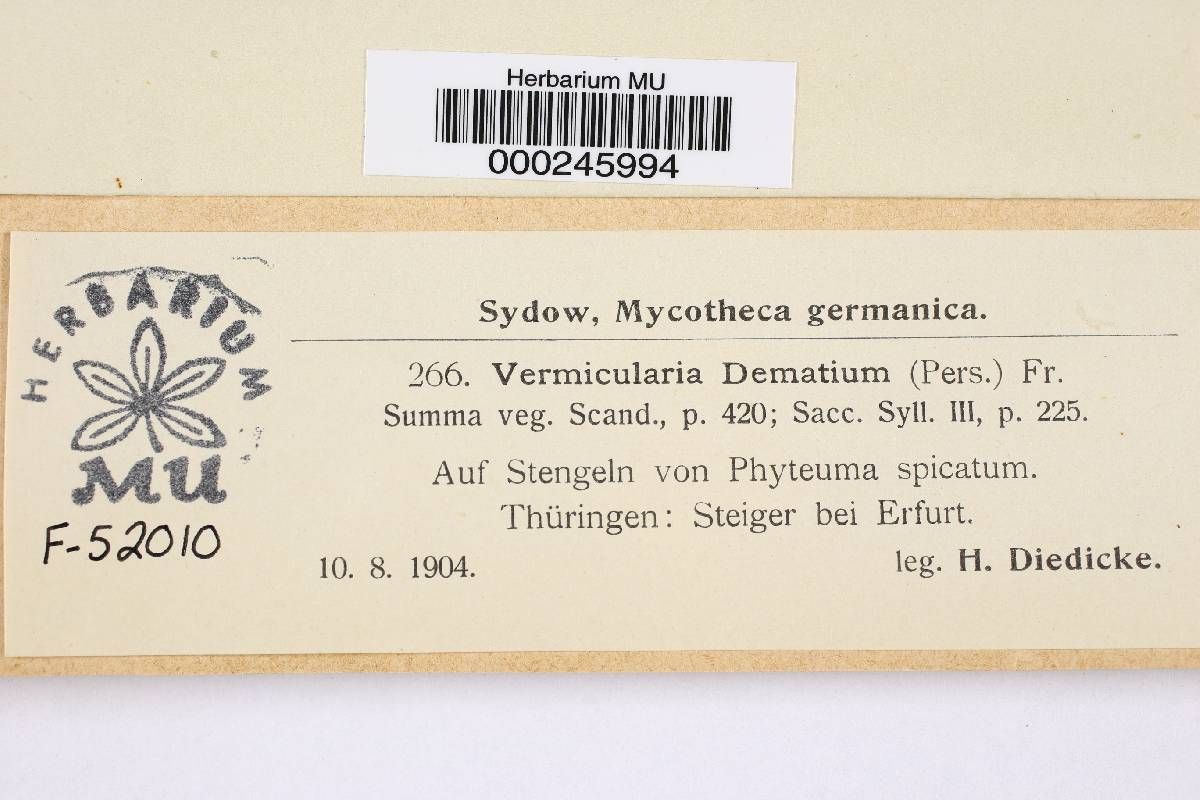 Herbarium MU
000245994
HERBARIUM
MU
F-52010
Sydow, Mycotheca germanica.
266. Vermicularia Dematium (Pers.) Fr.
Summa veg. Scand., p. 420; Sacc. Syll. III, p. 225.
Auf Stengeln von Phyteuma spicatum.
Thüringen: Steiger bei Erfurt.
10. 8. 1904. leg. H. Diedicke.